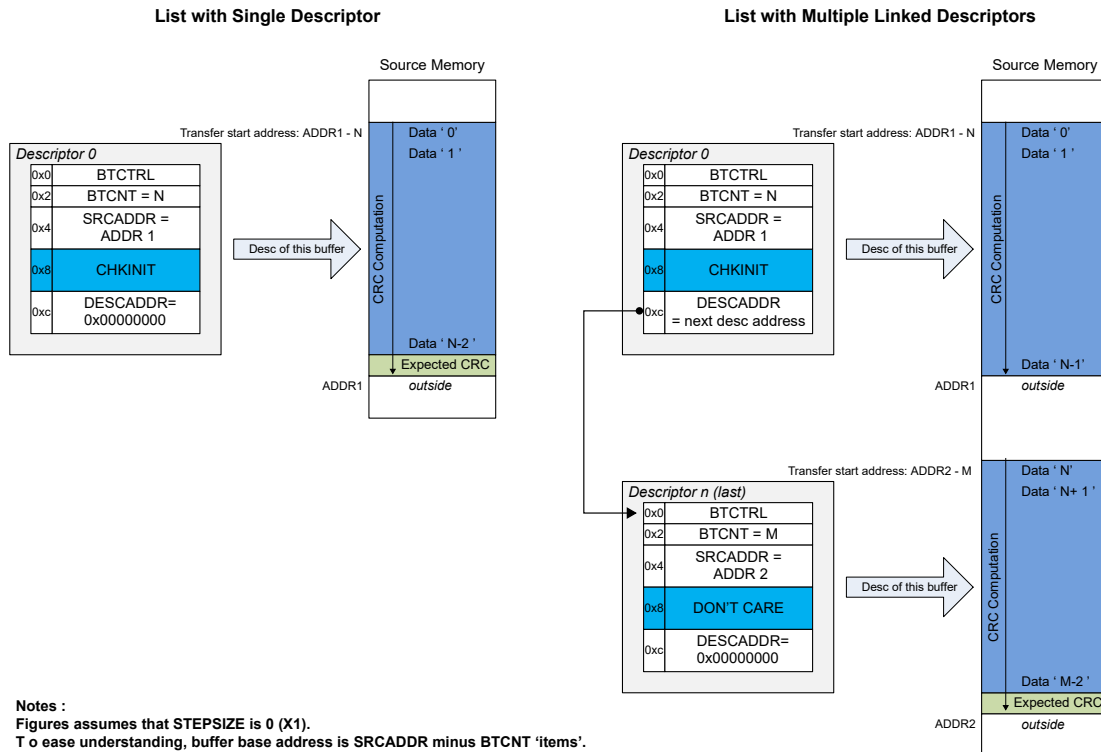 List with Single Descriptor
Source Memory
Transfer start address: ADDR1 - N
Data ‘ 0’
Data ‘ 1 ’
Descriptor 0
0x0 BTCTRL
0x2 BTCNT = N
0x4 SRCADDR =
ADDR 1
0x8 CHKINIT
0xc DESCADDR=
0x00000000
Desc of this buffer
CRC Computation
Data ‘ N-2 ’
Expected CRC
ADDR1
outside
List with Multiple Linked Descriptors
Source Memory
Transfer start address: ADDR1 - N
Data ‘ 0’
Data ‘ 1 ’
Descriptor 0
0x0 BTCTRL
0x2 BTCNT = N
0x4 SRCADDR =
ADDR 1
0x8 CHKINIT
0xc DESCADDR
= next desc address
Desc of this buffer
CRC Computation
Data ‘ N-1’
ADDR1
outside
Transfer start address: ADDR2 - M
Data ‘ N’
Data ‘ N+ 1 ’
Descriptor n (last)
0x0 BTCTRL
0x2 BTCNT = M
0x4 SRCADDR =
ADDR 2
0x8 DON’T CARE
0xc DESCADDR=
0x00000000
Desc of this buffer
CRC Computation
Data ‘ M-2 ’
Expected CRC
ADDR2
outside
Notes :
Figures assumes that STEPSIZE is 0 (X1).
T o ease understanding, buffer base address is SRCADDR minus BTCNT ‘items’.